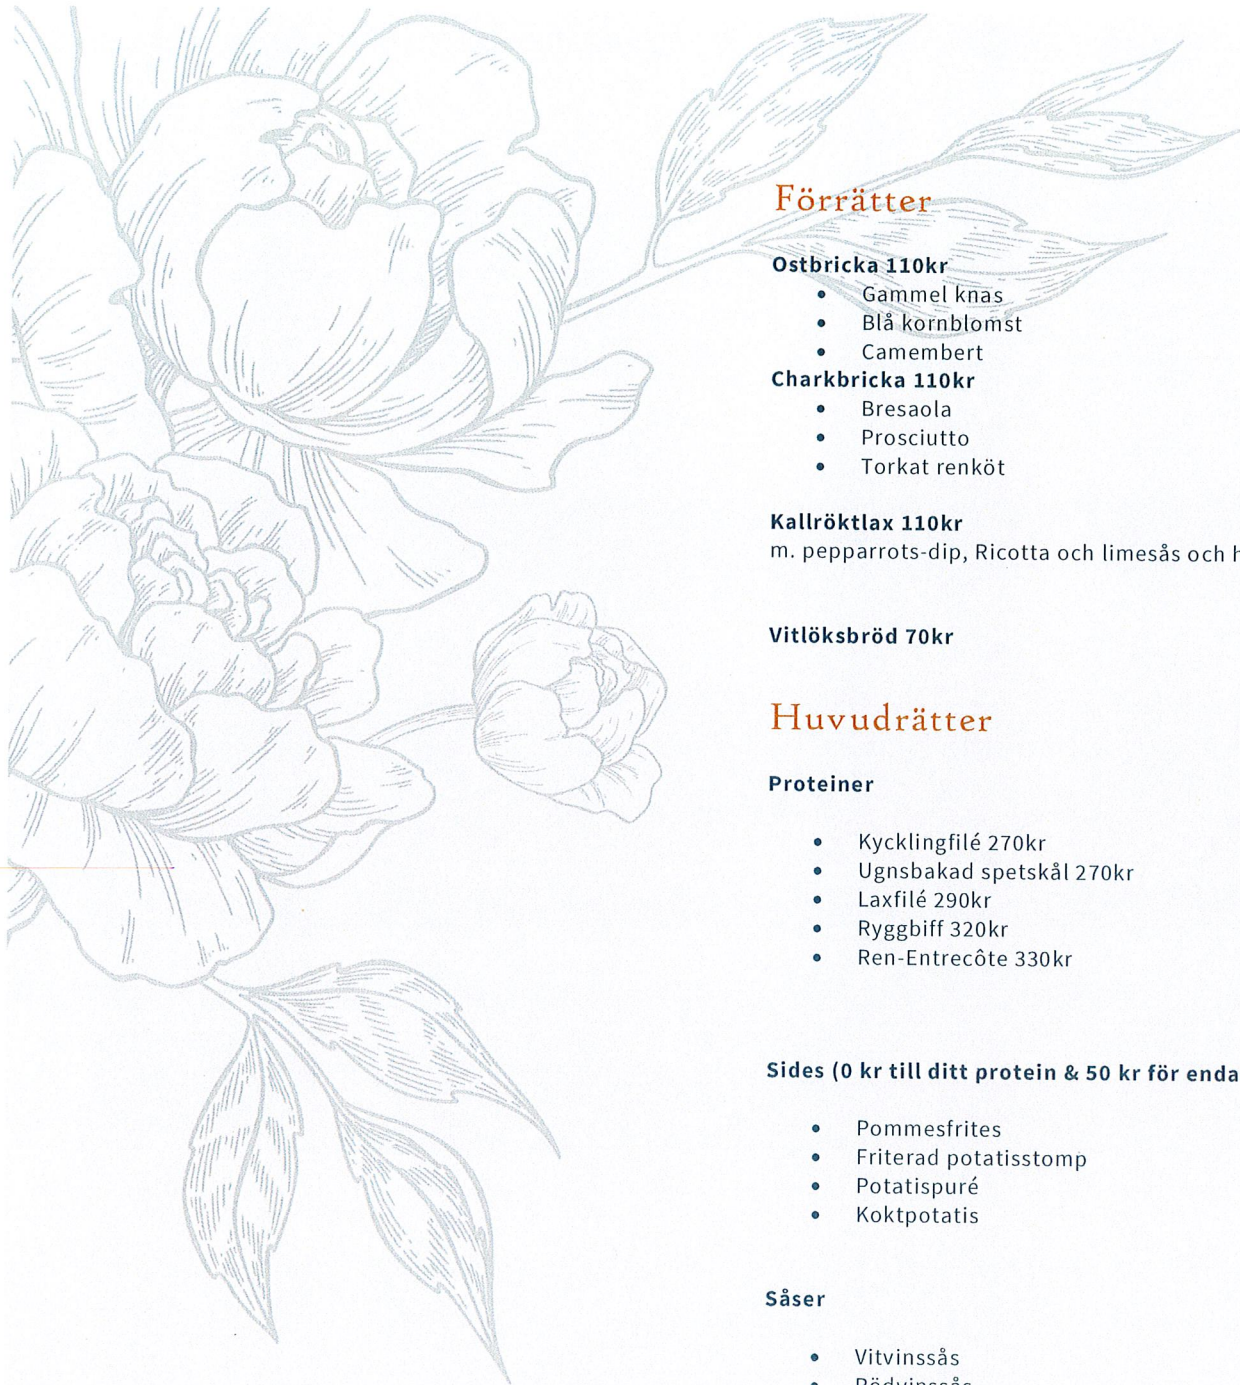 Förrätter
Ostbricka 110kr
• Gammel knas
• Blå kornblomst
• Camembert
Charkbricka 110kr
• Bresaola
• Prosciutto
• Torkat renkött
Kallröktlax 110kr
m. pepparrots-dip, Ricotta och limesås och
Vitlöksbröd 70kr
Huvudrätter
Proteiner
• Kycklingfilé 270kr
• Ugnsbakad spetskål 270kr
• Laxfilé 290kr
• Ryggbiff 320kr
• Ren-Entrecôte 330kr
Sides (0 kr till ditt protein & 50 kr för
• Pommesfrites
• Friterad potatisstomp
• Potatispuré
• Koktpotatis
Såser
• Vitvinssås